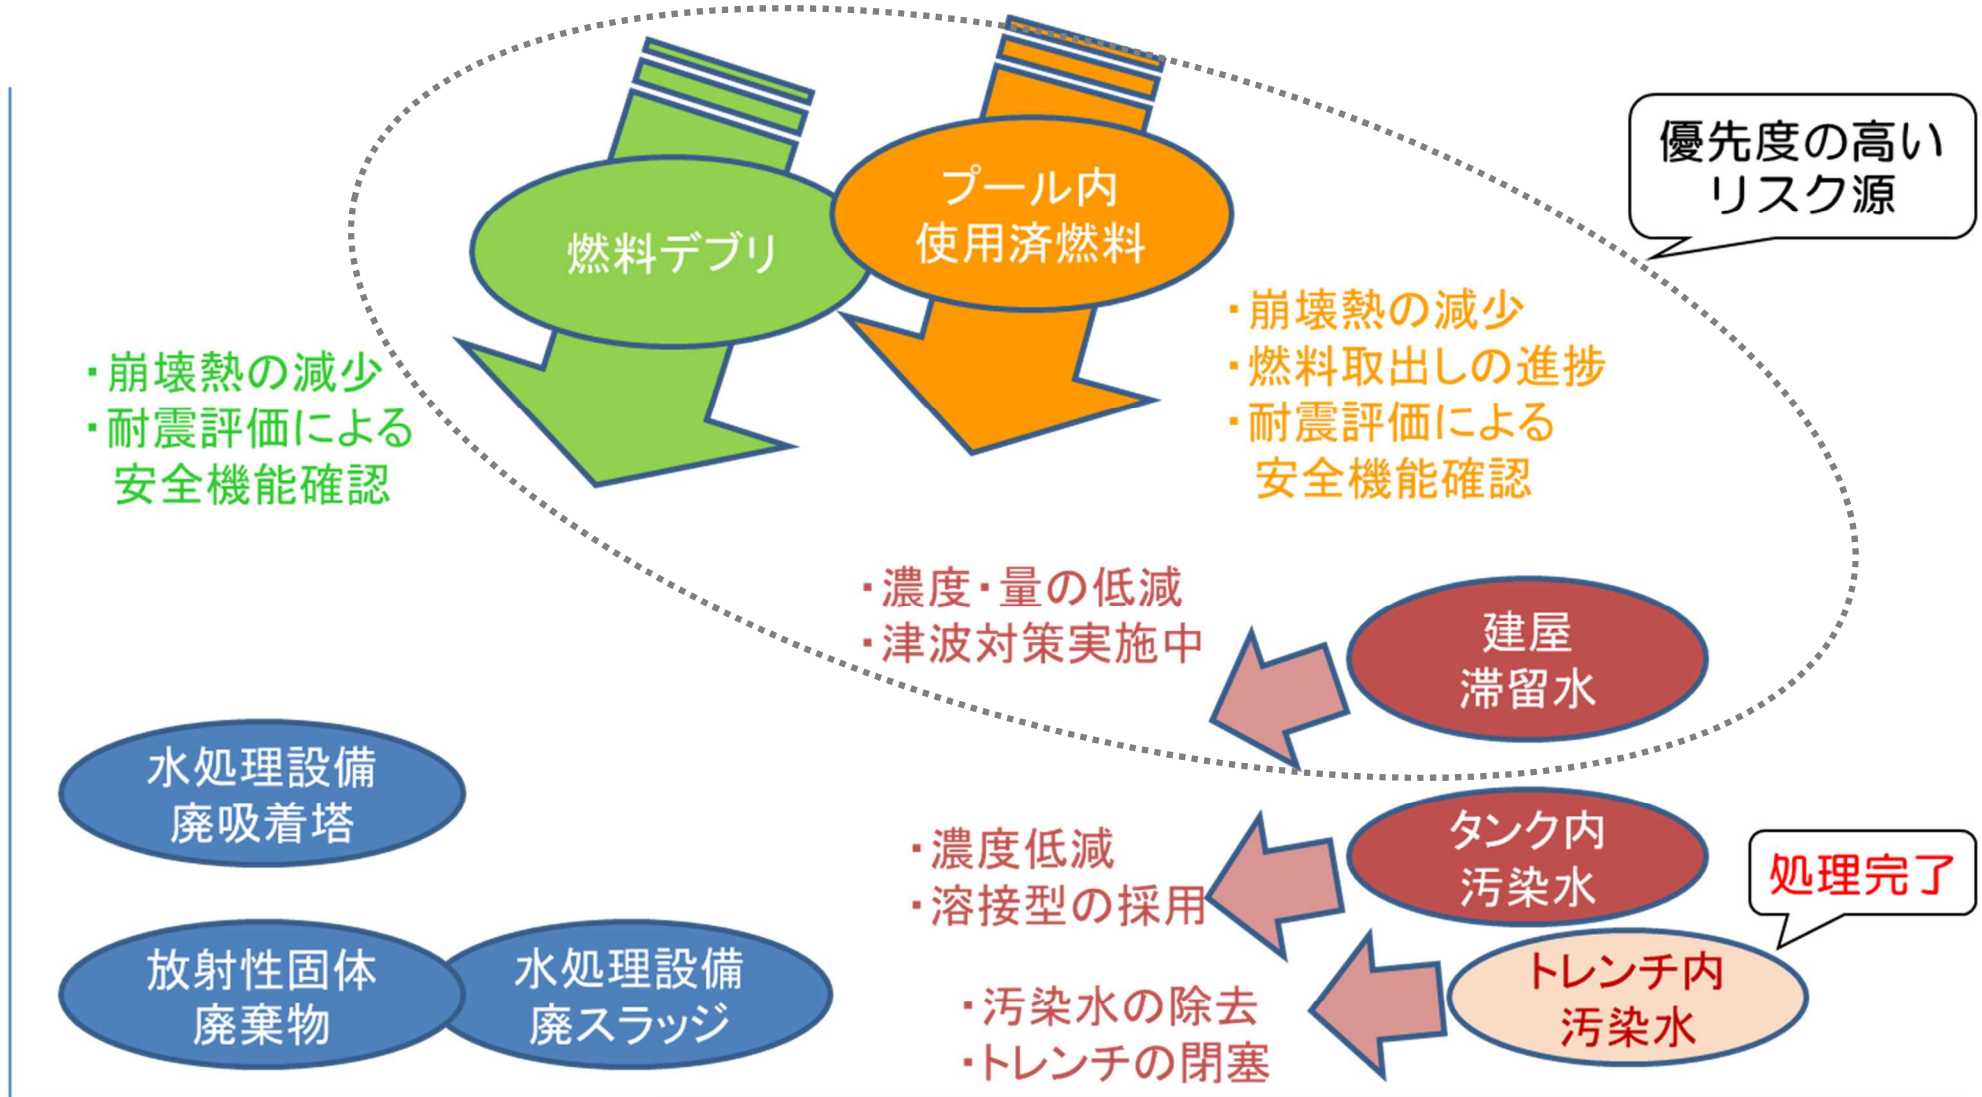 優先度の高い
リスク源
プール内
使用済燃料
燃料デブリ
・崩壊熱の減少
・燃料取出しの進捗
・耐震評価による
安全機能確認
・崩壊熱の減少
・耐震評価による
安全機能確認
・濃度・量の低減
・津波対策実施中
建屋
滞留水
水処理設備
廃吸着塔
・濃度低減
・溶接型の採用
タンク内
汚染水
処理完了
放射性固体
廃棄物
水処理設備
廃スラッジ
・汚染水の除去
・トレンチの閉塞
トレンチ内
汚染水